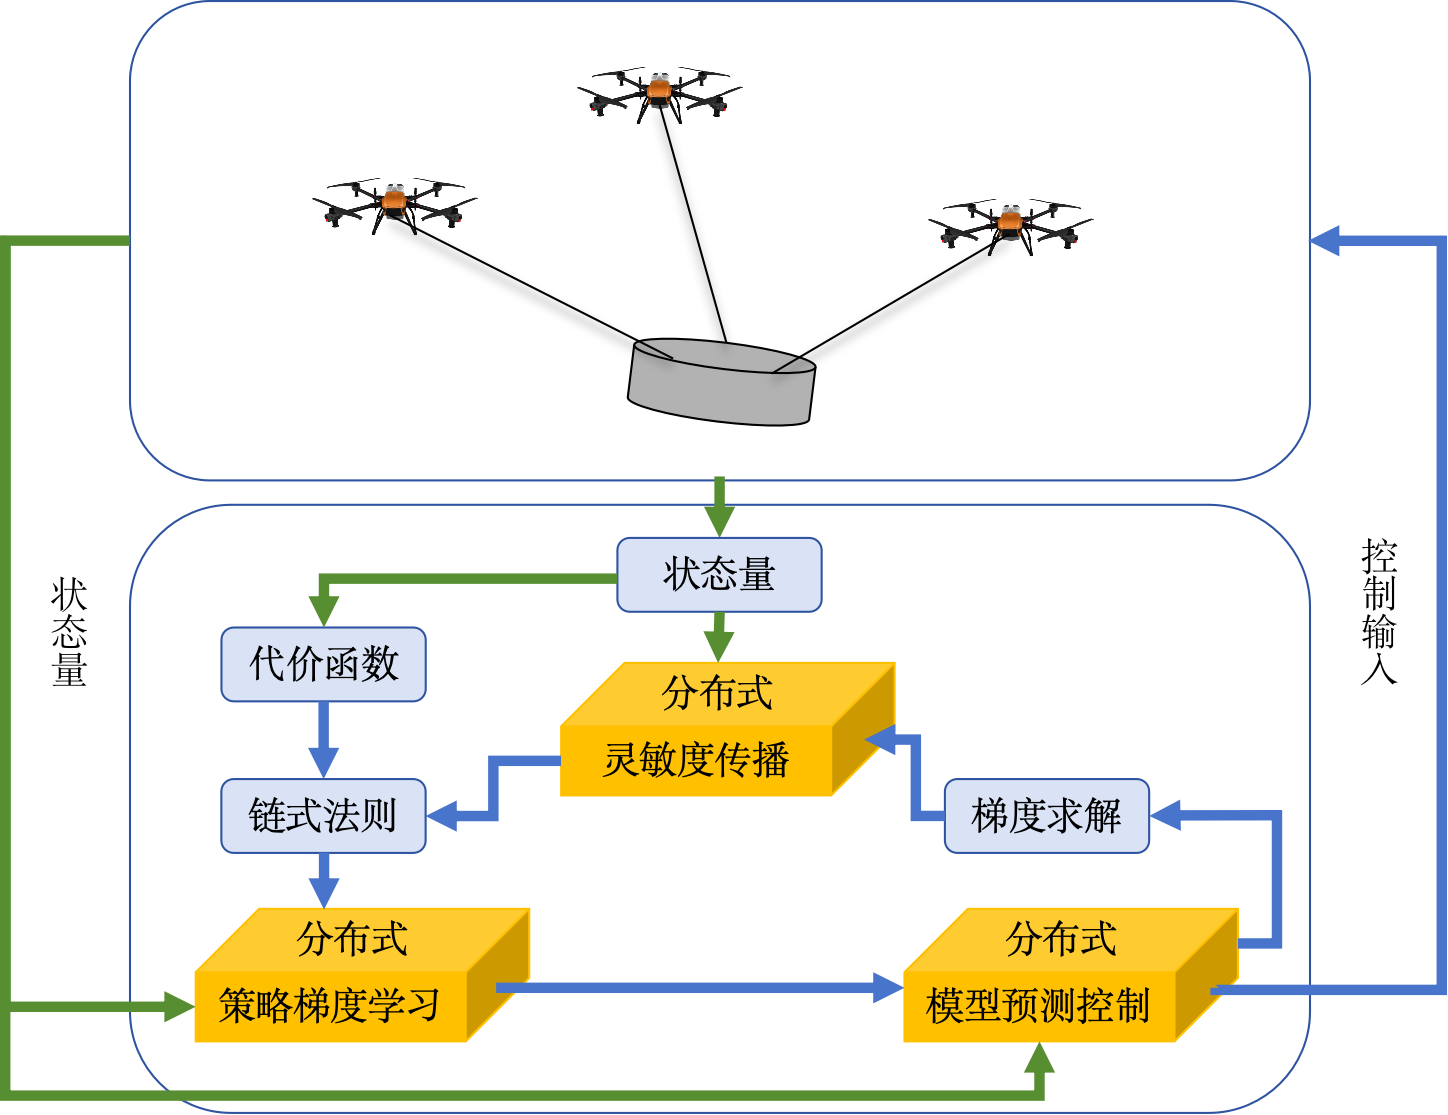 状态量
代价函数
分布式
灵敏度传播
链式法则
梯度求解
分布式
策略梯度学习
分布式
模型预测控制
状态量
控制输入